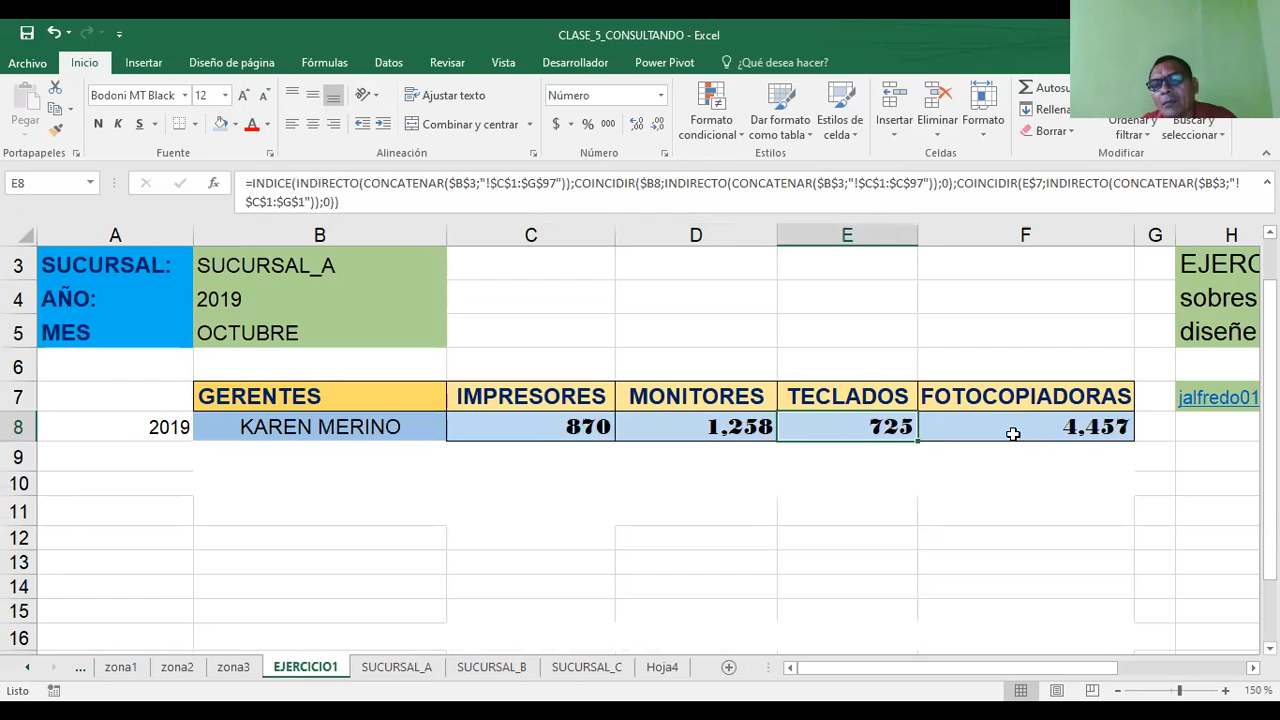 CLASE_5_CONSULTANDO - Excel
Archivo Inicio Insertar Diseño de página Fórmulas Datos Revisar Vista Desarrollador Power Pivot ¿Qué desea hacer?
Pegar
Bodoni MT Black 12
Ajustar texto
Número
Formato condicional
Dar formato como tabla
Estilos de celda
Insertar
Eliminar
Formato
Autosu
Rellena
Borrar
Ordenar y filtrar
Buscar y seleccionar
N K S
Combinar y centrar
$ % 000
Portapapeles Fuente Alineación Número Estilos Celdas Modificar
E8
fx
=INDICE(INDIRECTO(CONCATENAR($B$3;"!$C$1:$G$97"));COINCIDIR($B8;INDIRECTO(CONCATENAR($B$3;"!$C$1:$C$97"));0);COINCIDIR(E$7;INDIRECTO(CONCATENAR($B$3;"!
$C$1:$G$1"));0))
A B C D E F G H
3 SUCURSAL: SUCURSAL_A EJERC
4 AÑO: 2019 sobres
5 MES OCTUBRE diseñe
6
7 GERENTES IMPRESORES MONITORES TECLADOS FOTOCOPIADORAS jalfredo01
8 2019 KAREN MERINO 870 1,258 725 4,457
9
10
11
12
13
14
15
16
... zona1 zona2 zona3 EJERCICIO1 SUCURSAL_A SUCURSAL_B SUCURSAL_C Hoja4
Listo 150 %